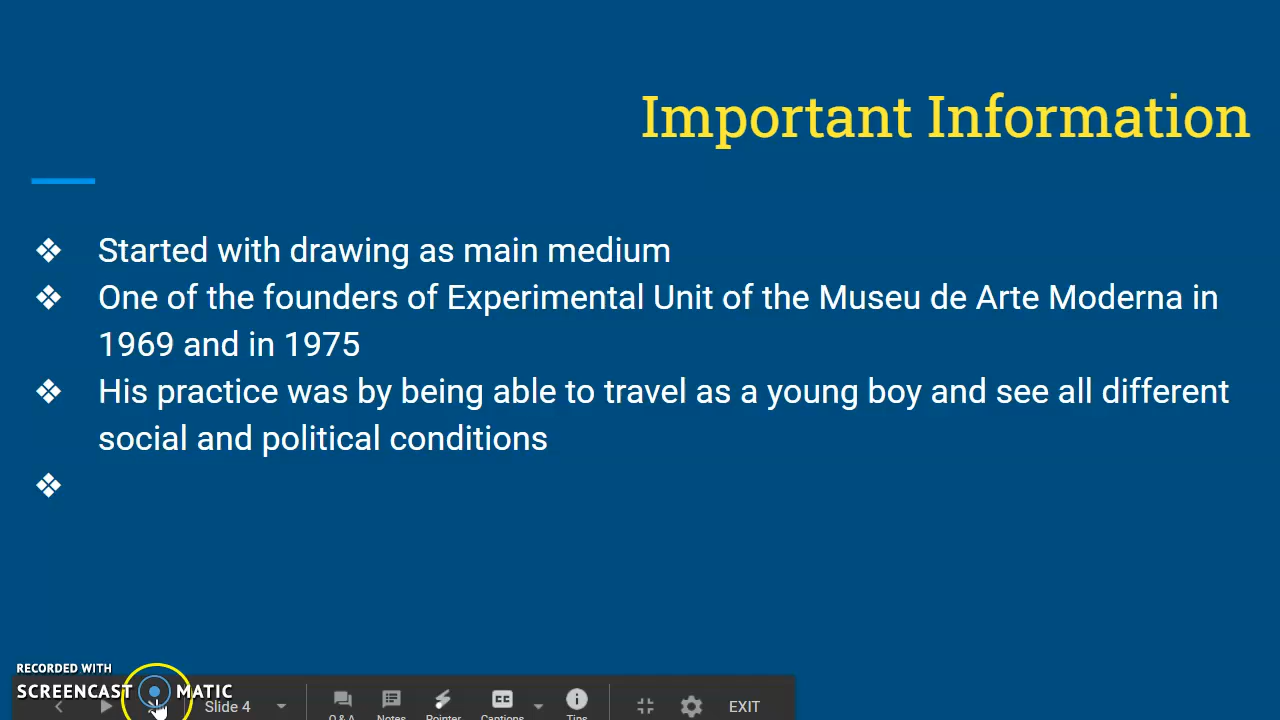 Important Information
❖ Started with drawing as main medium
❖ One of the founders of Experimental Unit of the Museu de Arte Moderna in
1969 and in 1975
❖ His practice was by being able to travel as a young boy and see all different
social and political conditions
❖
RECORDED WITH
SCREENCAST MATIC
Slide 4
Q & A
Notes
Pointer
CC
Captions
Tips
EXIT